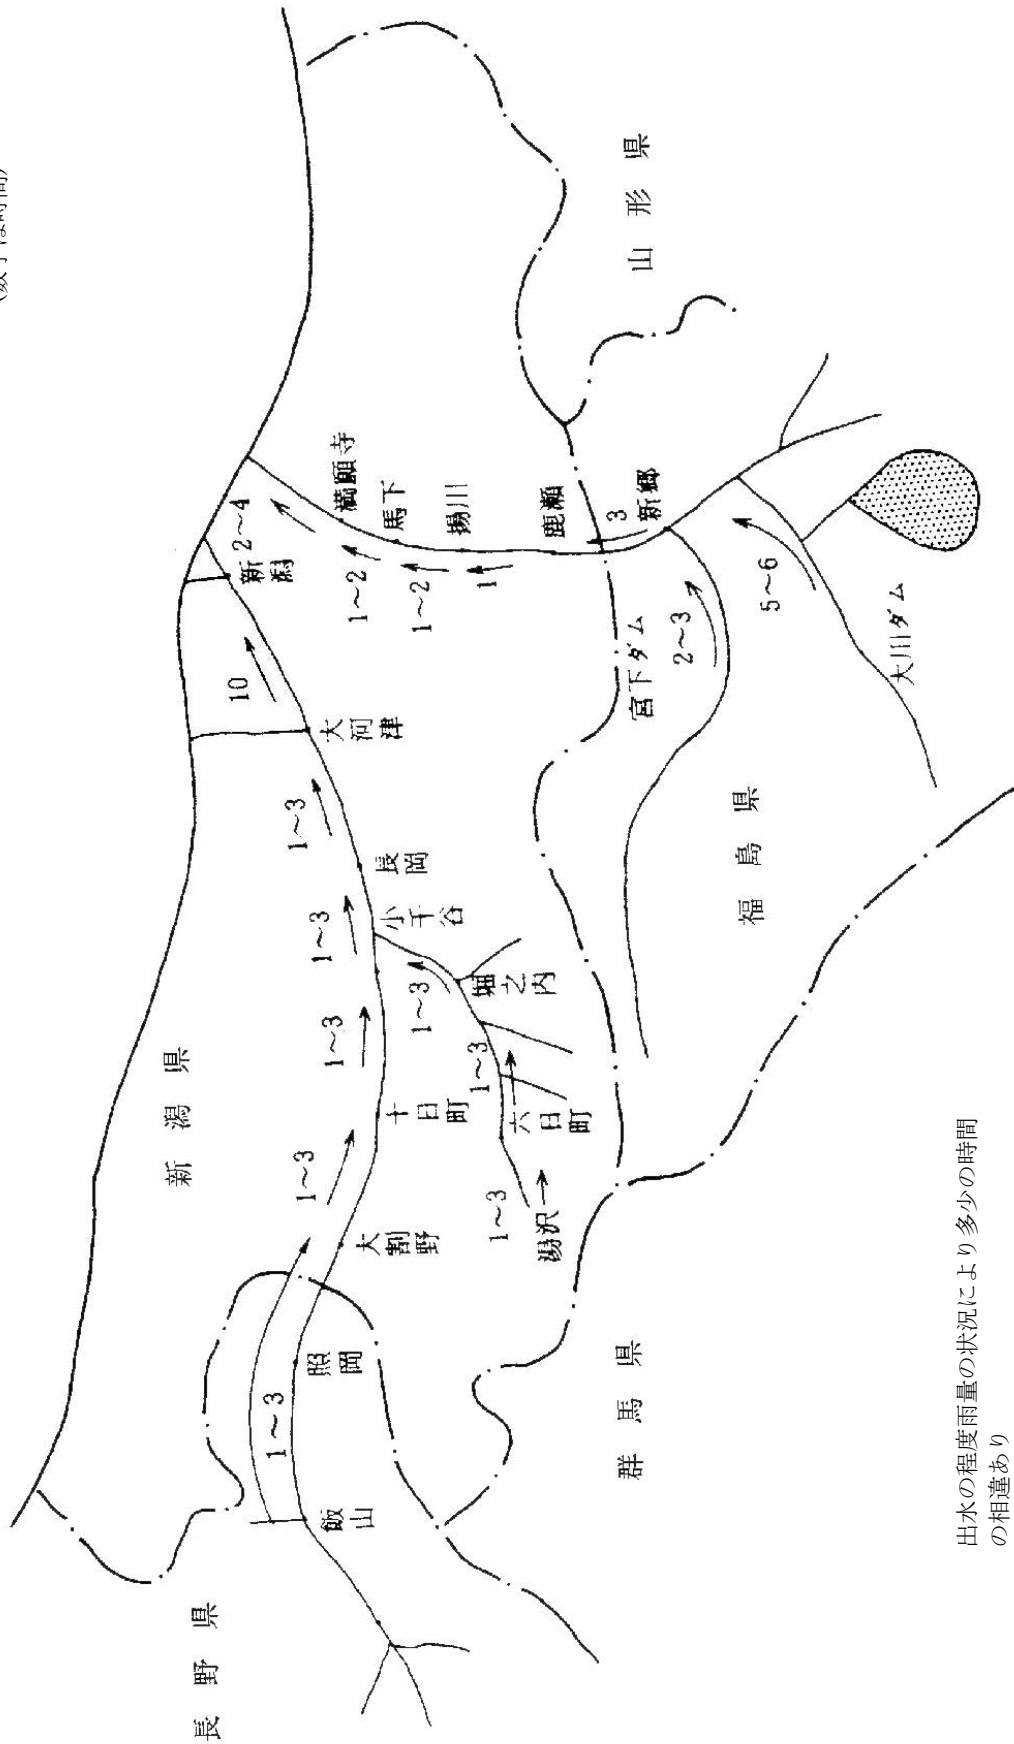 (数字は時間)
新潟県
長野県
群馬県
福島県
山形県
飯山
照岡
大割野
十日町
小千谷
長岡
大河津
新潟
湯沢
六日町
堀之内
満願寺
馬下
揚川
鹿瀬
新郷
宮下ダム
大川ダム
1～3
1～3
1～3
1～3
1～3
10
2～4
1～3
1～3
1～3
1～2
1～2
1
3
2～3
5～6
出水の程度雨量の状況により多少の時間
の相違あり